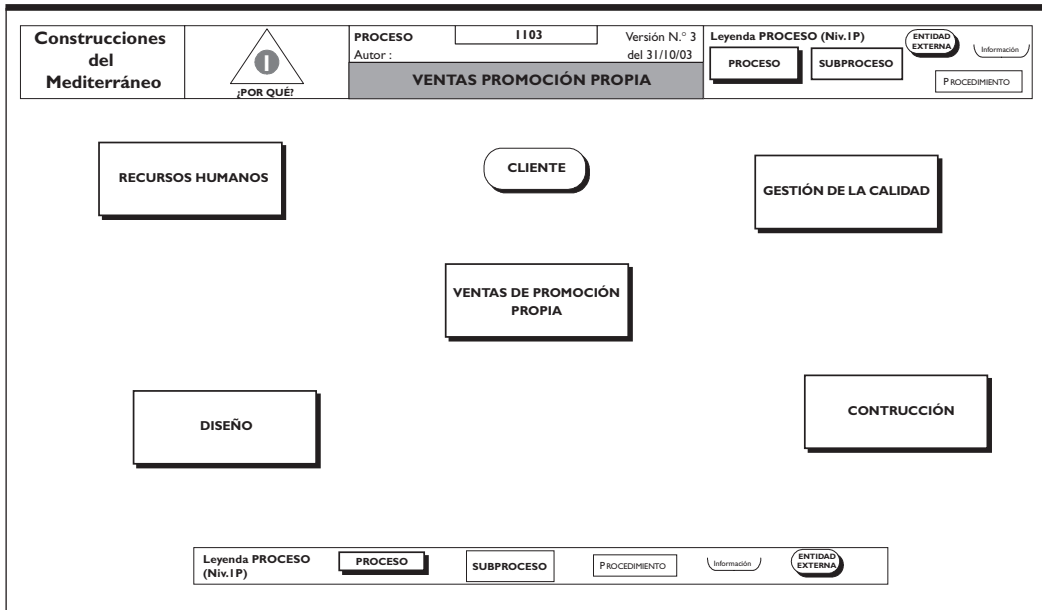 Construcciones
del
Mediterráneo
I
¿POR QUÉ?
PROCESO 1103 Versión N.° 3
Autor : del 31/10/03
VENTAS PROMOCIÓN PROPIA
Leyenda PROCESO (Niv.1P)
PROCESO
SUBPROCESO
ENTIDAD
EXTERNA
Información
PROCEDIMIENTO
RECURSOS HUMANOS
CLIENTE
GESTIÓN DE LA CALIDAD
VENTAS DE PROMOCIÓN
PROPIA
DISEÑO
CONTRUCCIÓN
Leyenda PROCESO
(Niv.1P)
PROCESO
SUBPROCESO
PROCEDIMIENTO
Información
ENTIDAD
EXTERNA